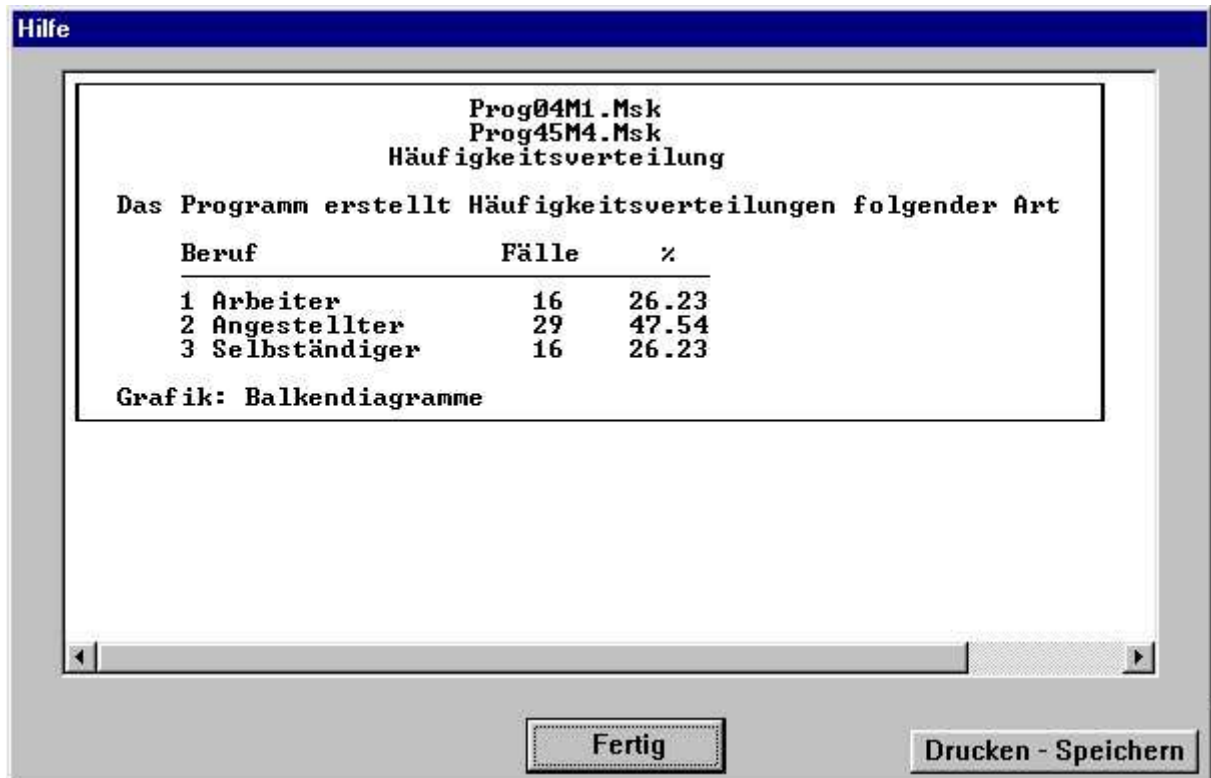 Hilfe
Prog04M1.Msk
Prog45M4.Msk
Häufigkeitsverteilung
Das Programm erstellt Häufigkeitsverteilungen folgender Art
Beruf Fälle %
1 Arbeiter 16 26.23
2 Angestellter 29 47.54
3 Selbständiger 16 26.23
Grafik: Balkendiagramme
Fertig
Drucken - Speichern